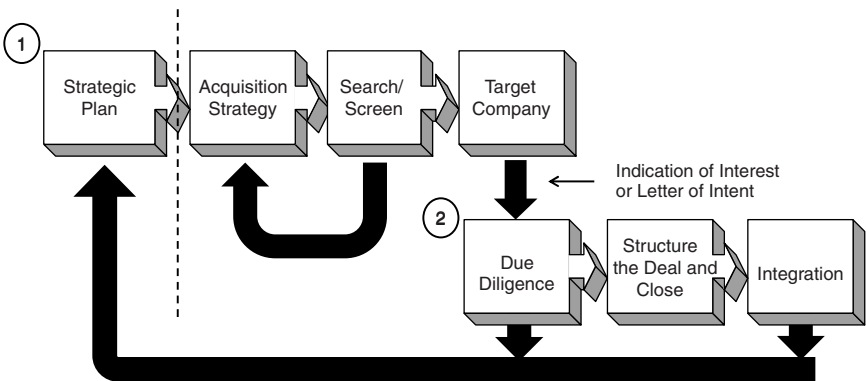 1
Strategic
Plan
Acquisition
Strategy
Search/
Screen
Target
Company
Indication of Interest
or Letter of Intent
2
Due
Diligence
Structure
the Deal and
Close
Integration